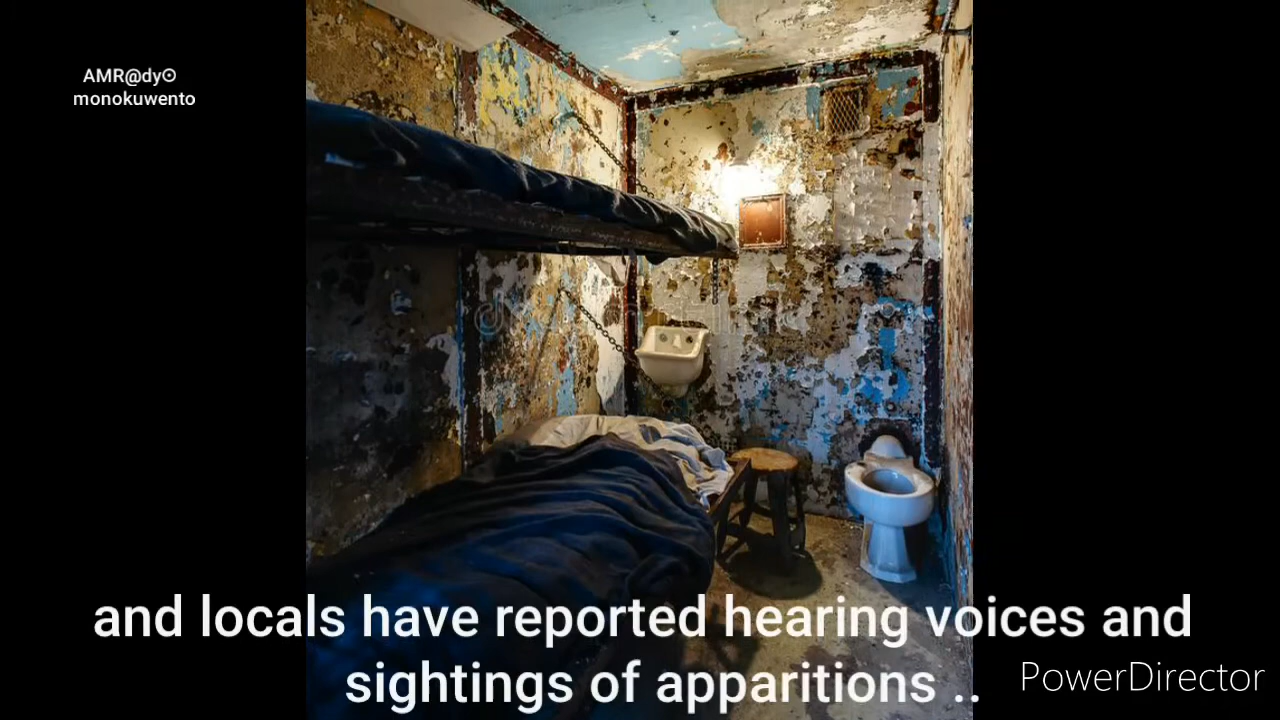 AMR@dy⊙
monokuwento
and locals have reported hearing voices and
sightings of apparitions ..
PowerDirector